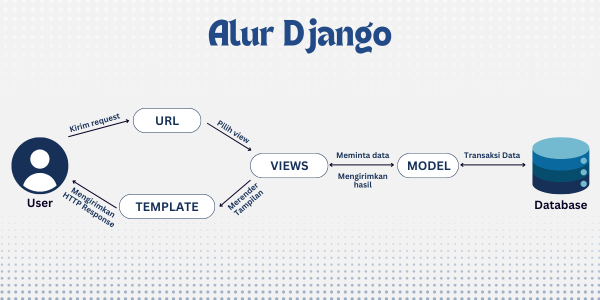 Alur Django
Kirim request
URL
Pilih view
VIEWS
Meminta data
Mengirimkan
hasil
MODEL
Transaksi Data
Database
User
Mengirimkan
HTTP Response
TEMPLATE
Merender
Tampilan